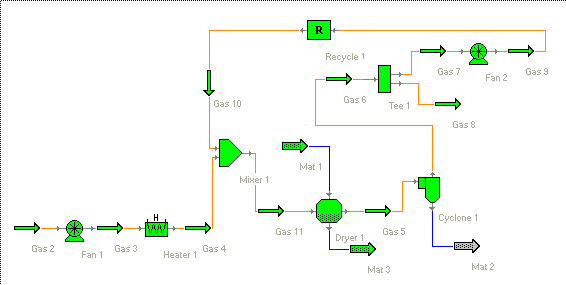 R
Recycle 1
Gas 7
Fan 2
Gas 9
Gas 6
Tee 1
Gas 8
Gas 10
Mat 1
Mixer 1
Gas 11
Dryer 1
Gas 5
Cyclone 1
H
Gas 2
Fan 1
Gas 3
Heater 1
Gas 4
Mat 3
Mat 2